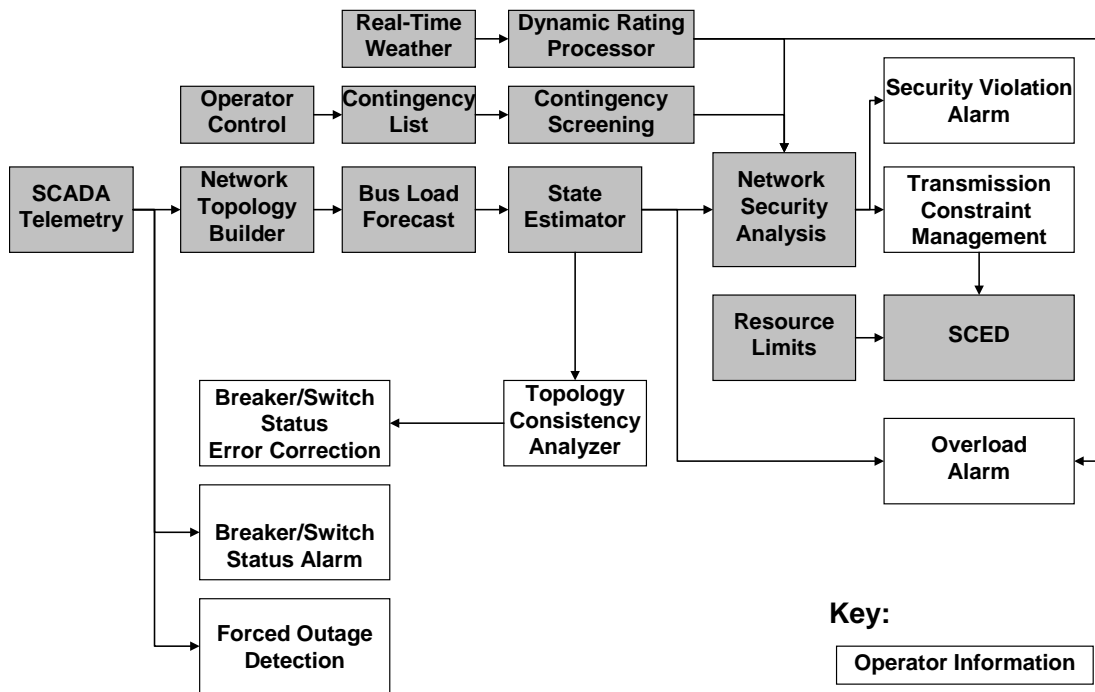 Real-Time
Weather
Dynamic Rating
Processor
Operator
Control
Contingency
List
Contingency
Screening
Security Violation
Alarm
SCADA
Telemetry
Network
Topology
Builder
Bus Load
Forecast
State
Estimator
Network
Security
Analysis
Transmission
Constraint
Management
Resource
Limits
SCED
Breaker/Switch
Status
Error Correction
Topology
Consistency
Analyzer
Overload
Alarm
Breaker/Switch
Status Alarm
Forced Outage
Detection
Key:
Operator Information